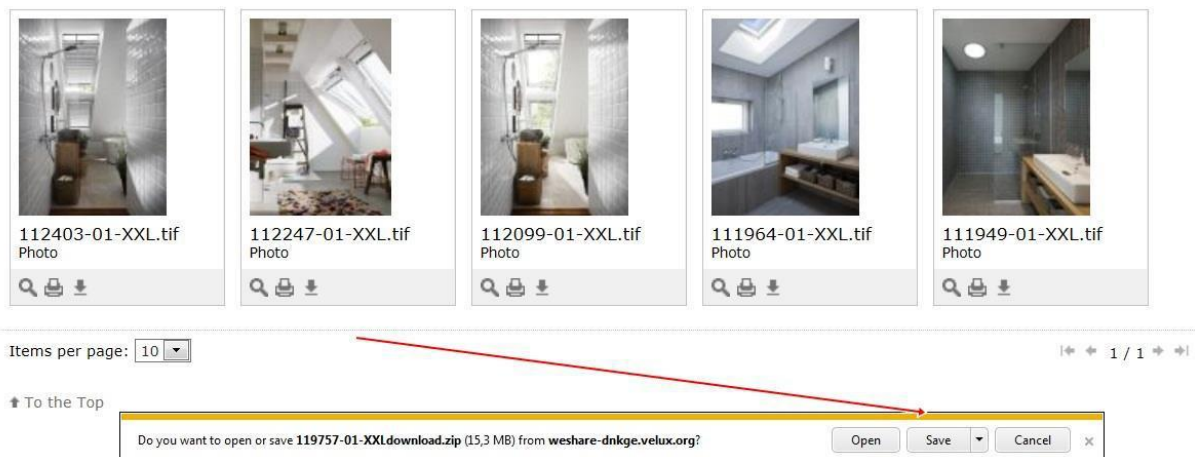 112403-01-XXL.tif
Photo
112247-01-XXL.tif
Photo
112099-01-XXL.tif
Photo
111964-01-XXL.tif
Photo
111949-01-XXL.tif
Photo
Items per page: 10
1 / 1
To the Top
Do you want to open or save 119757-01-XXLdownload.zip (15,3 MB) from weshare-dnkge.velux.org? Open Save Cancel